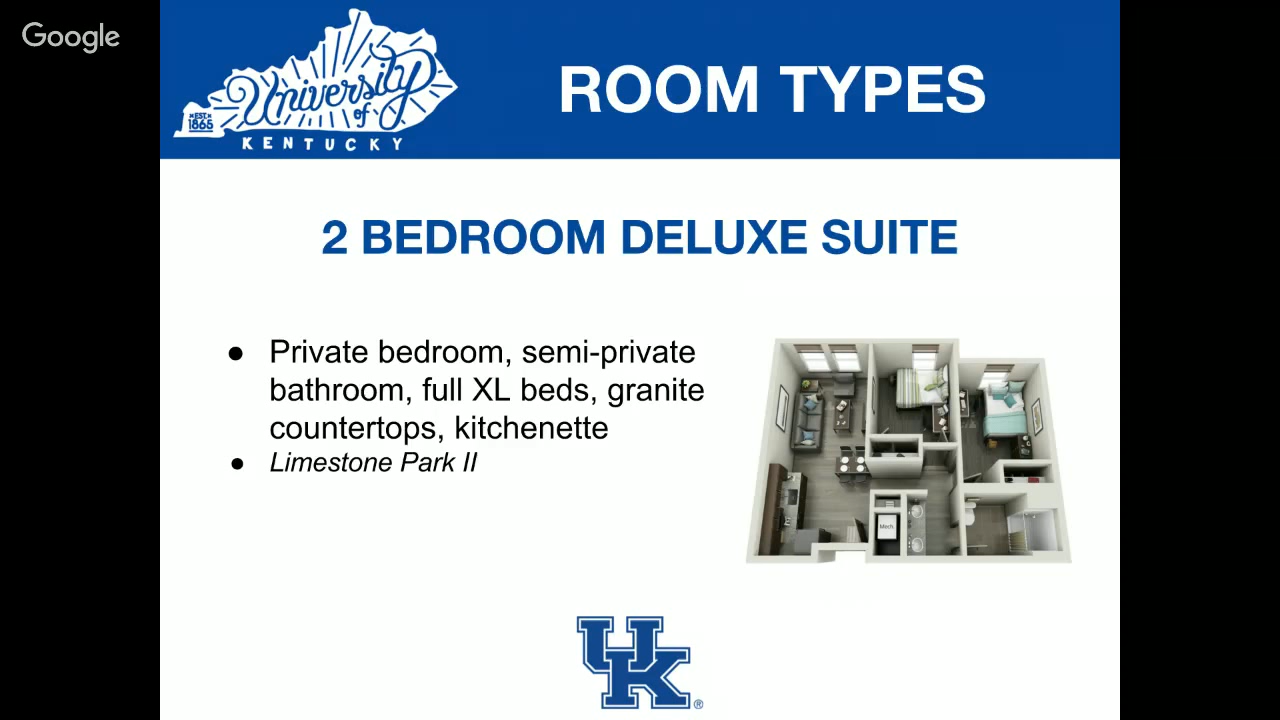 Google
University
of
EST.
1865
KENTUCKY
ROOM TYPES
2 BEDROOM DELUXE SUITE
● Private bedroom, semi-private
bathroom, full XL beds, granite
countertops, kitchenette
● Limestone Park II
Mech.
UK®